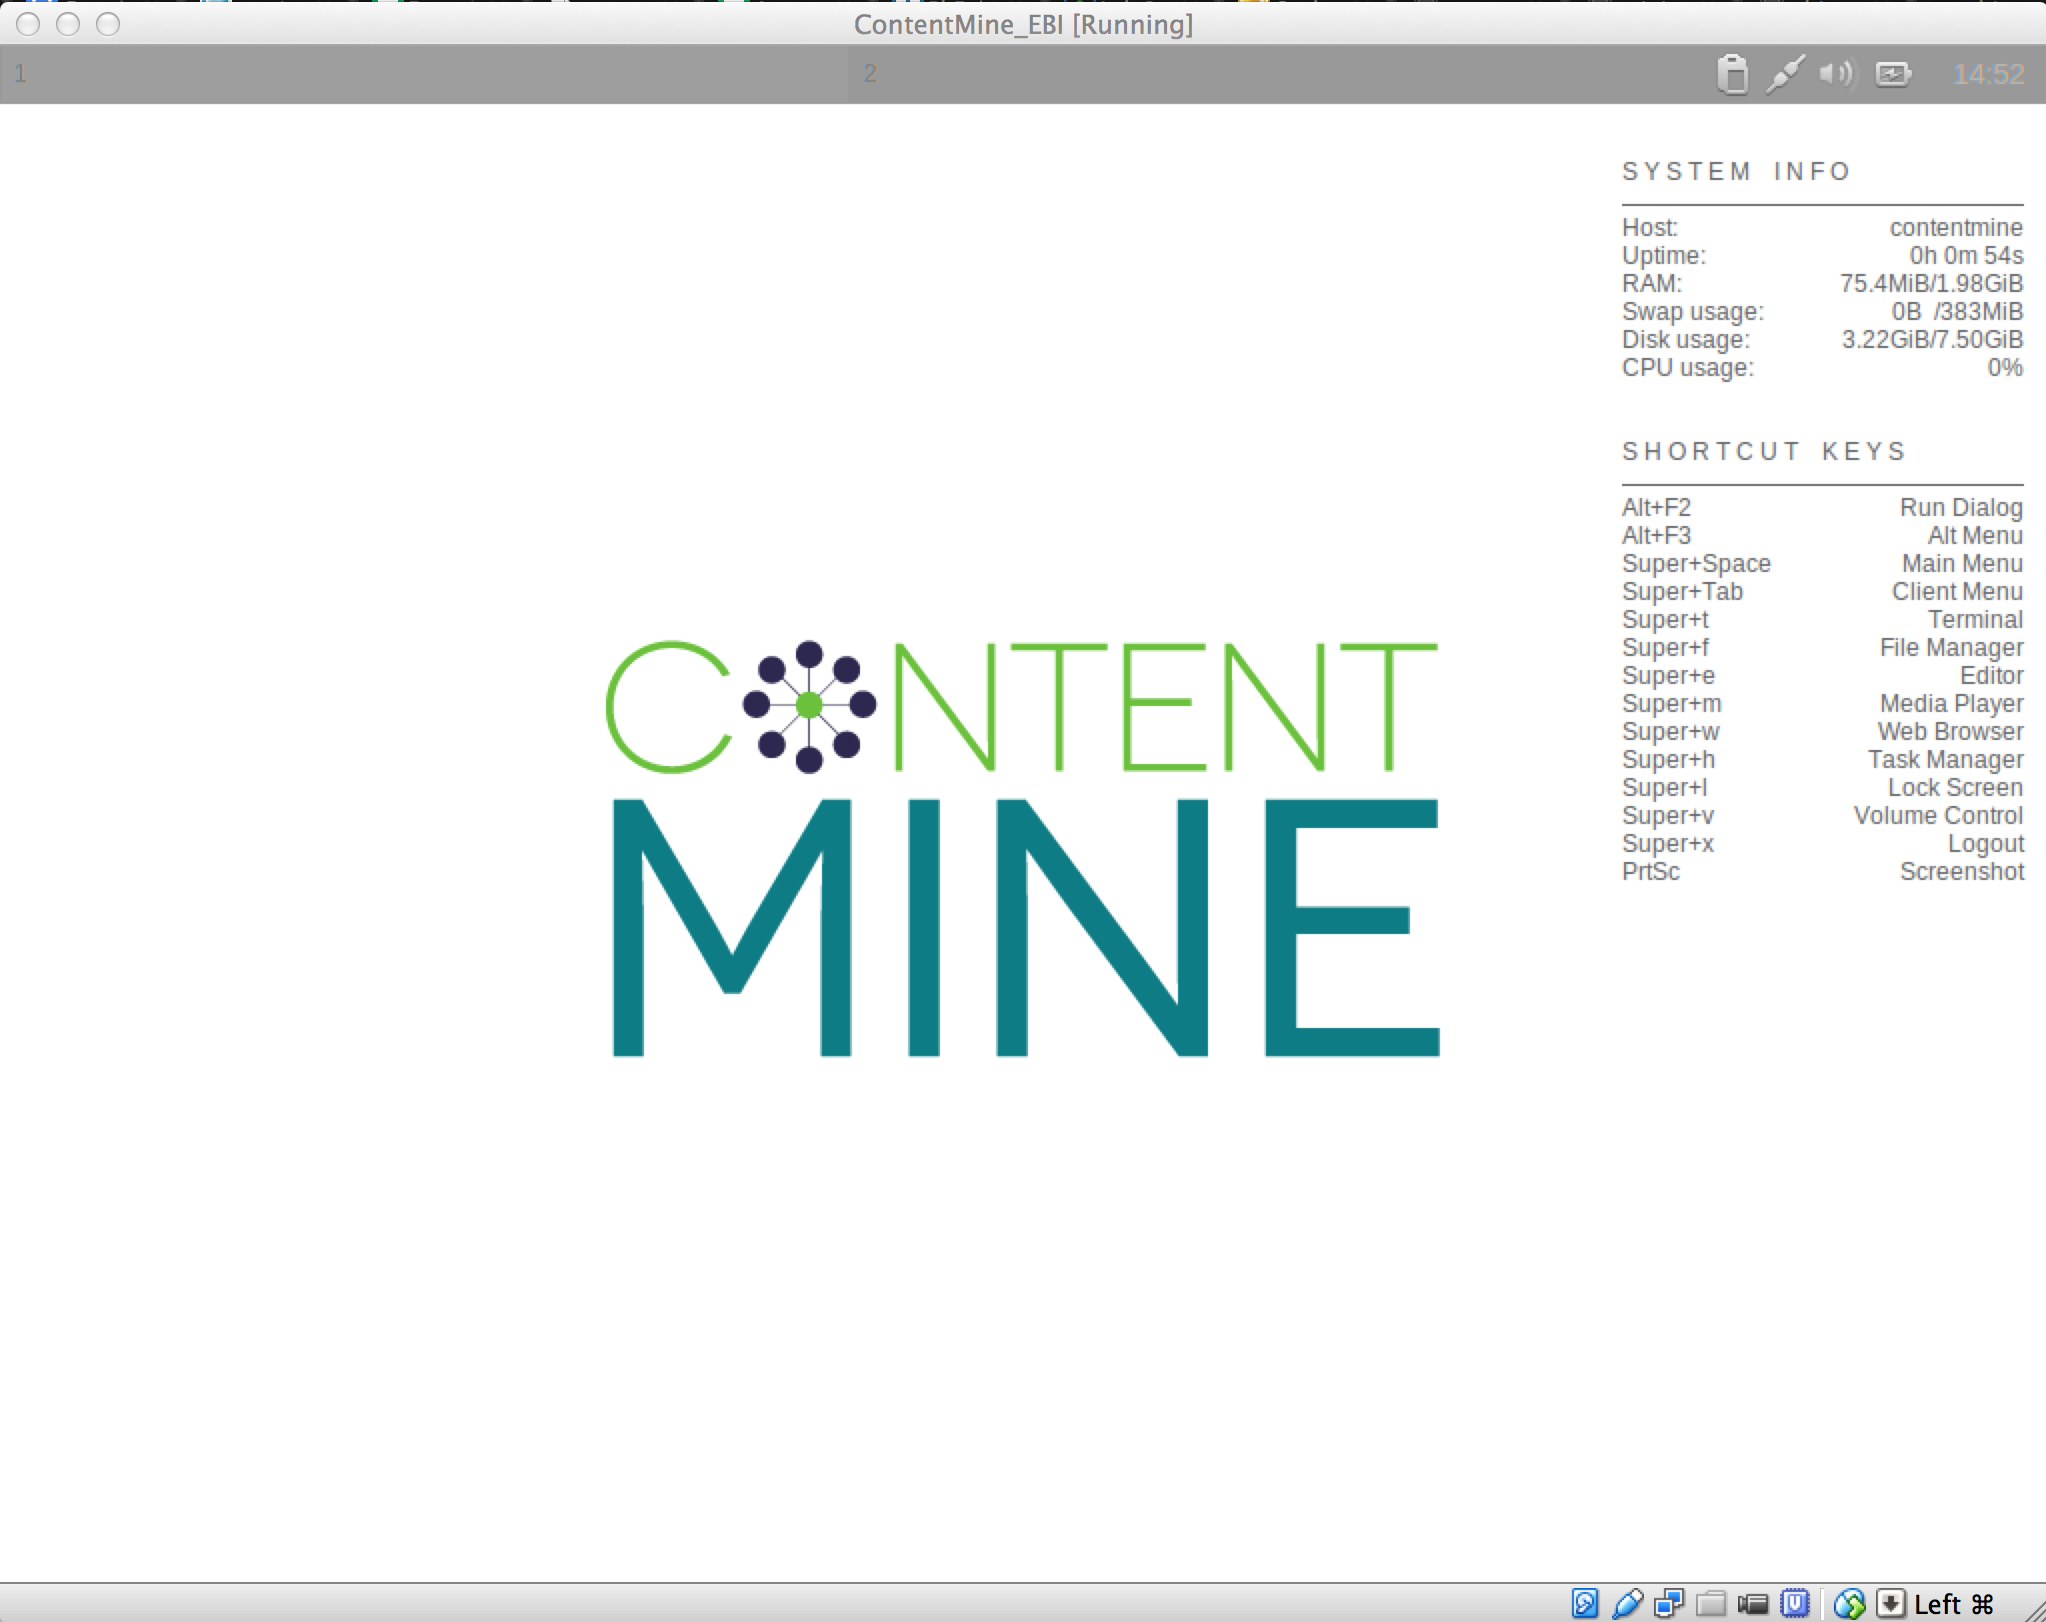 ContentMine_EBI [Running]
1 2 14:52
SYSTEM INFO
Host: contentmine
Uptime: 0h 0m 54s
RAM: 75.4MiB/1.98GiB
Swap usage: 0B /383MiB
Disk usage: 3.22GiB/7.50GiB
CPU usage: 0%
SHORTCUT KEYS
Alt+F2 Run Dialog
Alt+F3 Alt Menu
Super+Space Main Menu
Super+Tab Client Menu
Super+t Terminal
Super+f File Manager
Super+e Editor
Super+m Media Player
Super+w Web Browser
Super+h Task Manager
Super+l Lock Screen
Super+v Volume Control
Super+x Logout
PrtSc Screenshot
CONTENT
MINE
Left ⌘